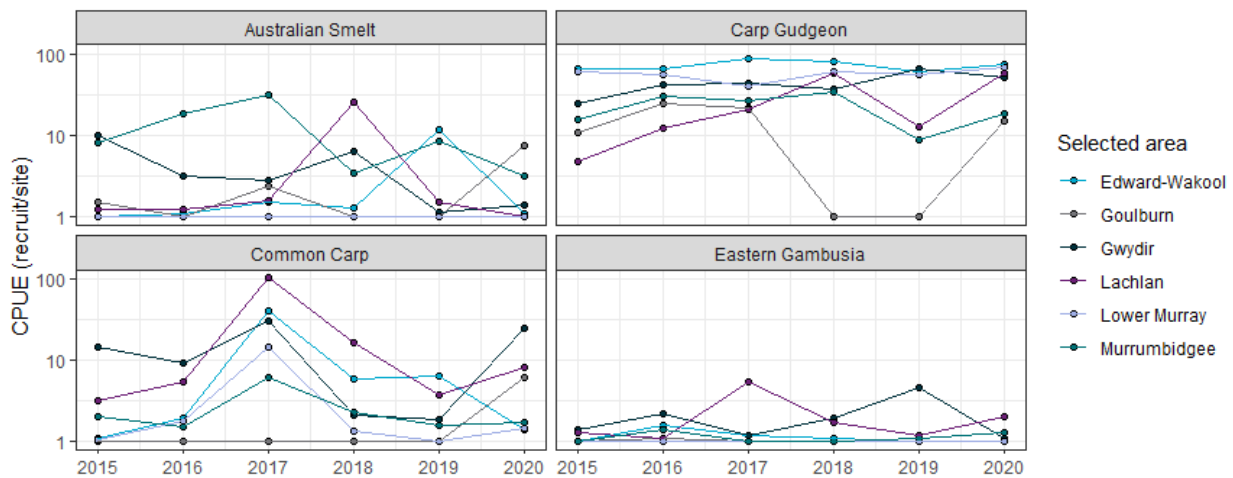 Australian Smelt
Carp Gudgeon
100
10
1
Common Carp
Eastern Gambusia
100
10
1
CPUE (recruit/site)
2015 2016 2017 2018 2019 2020
2015 2016 2017 2018 2019 2020
Selected area
Edward-Wakool
Goulburn
Gwydir
Lachlan
Lower Murray
Murrumbidgee